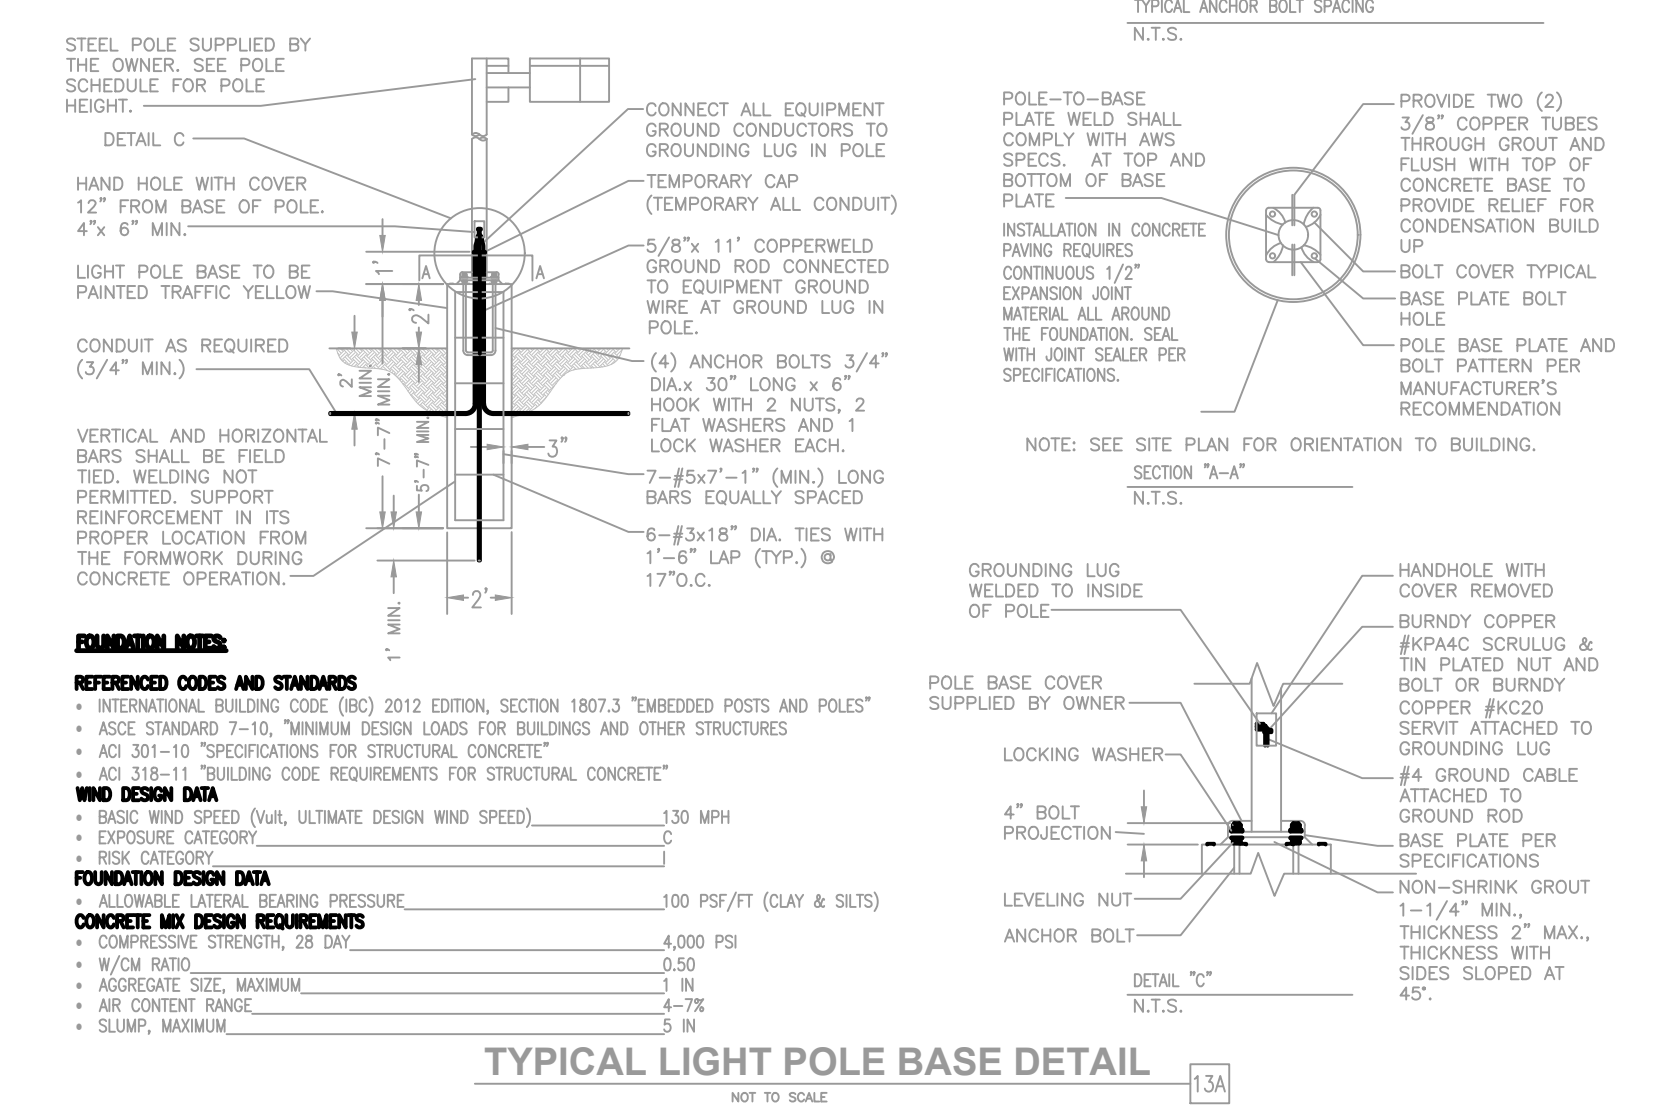 TYPICAL ANCHOR BOLT SPACING
N.T.S.
STEEL POLE SUPPLIED BY
THE OWNER. SEE POLE
SCHEDULE FOR POLE
HEIGHT.
DETAIL C
HAND HOLE WITH COVER
12" FROM BASE OF POLE.
4"x 6" MIN.
LIGHT POLE BASE TO BE
PAINTED TRAFFIC YELLOW
CONDUIT AS REQUIRED
(3/4" MIN.)
VERTICAL AND HORIZONTAL
BARS SHALL BE FIELD
TIED. WELDING NOT
PERMITTED. SUPPORT
REINFORCEMENT IN ITS
PROPER LOCATION FROM
THE FORMWORK DURING
CONCRETE OPERATION.
A
A
1'
2'
2'
MIN.
7'-7" MIN.
5'-7" MIN.
3"
2'
1' MIN.
CONNECT ALL EQUIPMENT
GROUND CONDUCTORS TO
GROUNDING LUG IN POLE
TEMPORARY CAP
(TEMPORARY ALL CONDUIT)
5/8"x 11' COPPERWELD
GROUND ROD CONNECTED
TO EQUIPMENT GROUND
WIRE AT GROUND LUG IN
POLE.
(4) ANCHOR BOLTS 3/4"
DIA.x 30" LONG x 6"
HOOK WITH 2 NUTS, 2
FLAT WASHERS AND 1
LOCK WASHER EACH.
7-#5x7'-1" (MIN.) LONG
BARS EQUALLY SPACED
6-#3x18" DIA. TIES WITH
1'-6" LAP (TYP.) @
17"O.C.
POLE-TO-BASE
PLATE WELD SHALL
COMPLY WITH AWS
SPECS. AT TOP AND
BOTTOM OF BASE
PLATE
INSTALLATION IN CONCRETE
PAVING REQUIRES
CONTINUOUS 1/2"
EXPANSION JOINT
MATERIAL ALL AROUND
THE FOUNDATION. SEAL
WITH JOINT SEALER PER
SPECIFICATIONS.
PROVIDE TWO (2)
3/8" COPPER TUBES
THROUGH GROUT AND
FLUSH WITH TOP OF
CONCRETE BASE TO
PROVIDE RELIEF FOR
CONDENSATION BUILD
UP
BOLT COVER TYPICAL
BASE PLATE BOLT
HOLE
POLE BASE PLATE AND
BOLT PATTERN PER
MANUFACTURER'S
RECOMMENDATION
NOTE: SEE SITE PLAN FOR ORIENTATION TO BUILDING.
SECTION "A-A"
N.T.S.
GROUNDING LUG
WELDED TO INSIDE
OF POLE
POLE BASE COVER
SUPPLIED BY OWNER
LOCKING WASHER
4" BOLT
PROJECTION
LEVELING NUT
ANCHOR BOLT
HANDHOLE WITH
COVER REMOVED
BURNDY COPPER
#KPA4C SCRULUG &
TIN PLATED NUT AND
BOLT OR BURNDY
COPPER #KC20
SERVIT ATTACHED TO
GROUNDING LUG
#4 GROUND CABLE
ATTACHED TO
GROUND ROD
BASE PLATE PER
SPECIFICATIONS
NON-SHRINK GROUT
1-1/4" MIN.,
THICKNESS 2" MAX.,
THICKNESS WITH
SIDES SLOPED AT
45°.
DETAIL "C"
N.T.S.
FOUNDATION NOTES:
REFERENCED CODES AND STANDARDS
• INTERNATIONAL BUILDING CODE (IBC) 2012 EDITION, SECTION 1807.3 "EMBEDDED POSTS AND POLES"
• ASCE STANDARD 7-10, "MINIMUM DESIGN LOADS FOR BUILDINGS AND OTHER STRUCTURES
• ACI 301-10 "SPECIFICATIONS FOR STRUCTURAL CONCRETE"
• ACI 318-11 "BUILDING CODE REQUIREMENTS FOR STRUCTURAL CONCRETE"
WIND DESIGN DATA
• BASIC WIND SPEED (Vult, ULTIMATE DESIGN WIND SPEED) 130 MPH
• EXPOSURE CATEGORY C
• RISK CATEGORY I
FOUNDATION DESIGN DATA
• ALLOWABLE LATERAL BEARING PRESSURE 100 PSF/FT (CLAY & SILTS)
CONCRETE MIX DESIGN REQUIREMENTS
• COMPRESSIVE STRENGTH, 28 DAY 4,000 PSI
• W/CM RATIO 0.50
• AGGREGATE SIZE, MAXIMUM 1 IN
• AIR CONTENT RANGE 4-7%
• SLUMP, MAXIMUM 5 IN
TYPICAL LIGHT POLE BASE DETAIL
13A
NOT TO SCALE